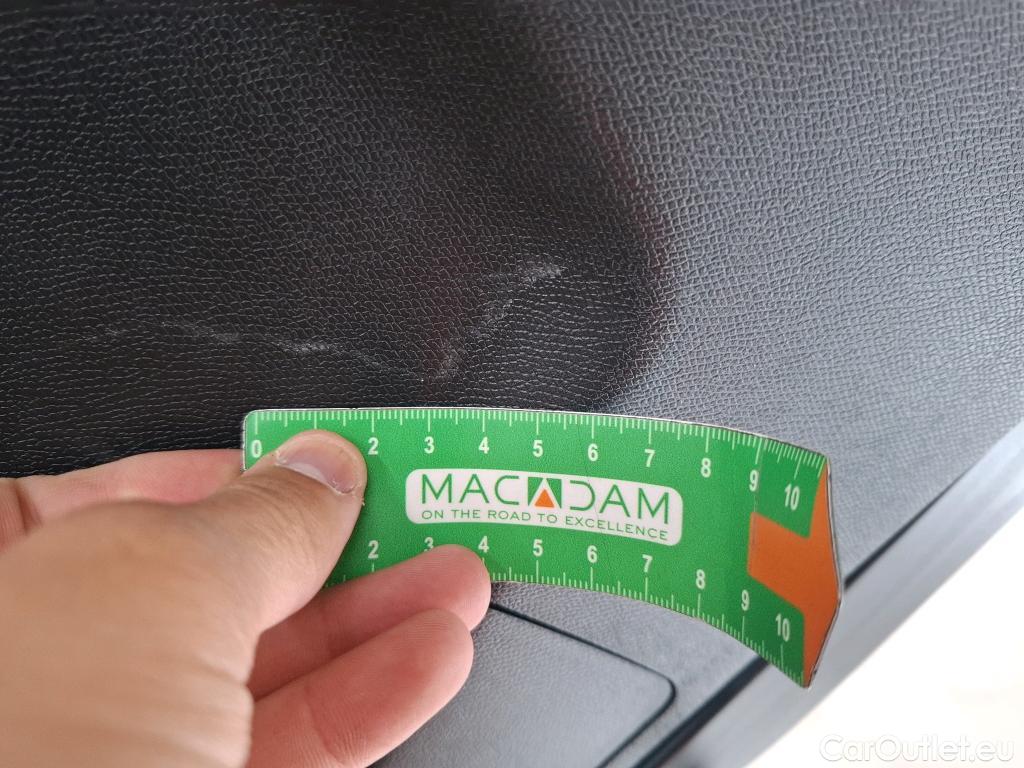 0 2 3 4 5 6 7 8 9 10
MACADAM
ON THE ROAD TO EXCELLENCE
2 3 4 5 6 7 8 9 10
CarOutlet.eu